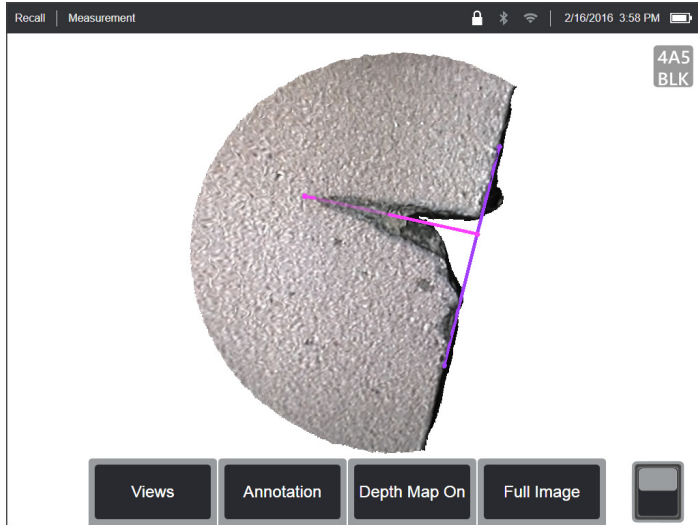 Recall Measurement 2/16/2016 3:58 PM
4A5
BLK
Views Annotation Depth Map On Full Image